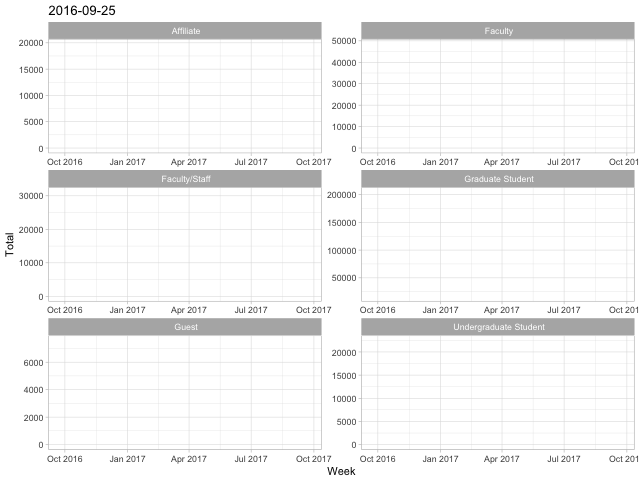 2016-09-25
Affiliate Faculty
20000 15000 10000 5000 0
50000 40000 30000 20000 10000 0
Oct 2016 Jan 2017 Apr 2017 Jul 2017 Oct 2017
Oct 2016 Jan 2017 Apr 2017 Jul 2017 Oct 201
Faculty/Staff Graduate Student
30000 20000 10000 0
200000 150000 100000 50000
Total
Oct 2016 Jan 2017 Apr 2017 Jul 2017 Oct 2017
Oct 2016 Jan 2017 Apr 2017 Jul 2017 Oct 201
Guest Undergraduate Student
6000 4000 2000 0
20000 15000 10000 5000 0
Oct 2016 Jan 2017 Apr 2017 Jul 2017 Oct 2017
Oct 2016 Jan 2017 Apr 2017 Jul 2017 Oct 201
Week